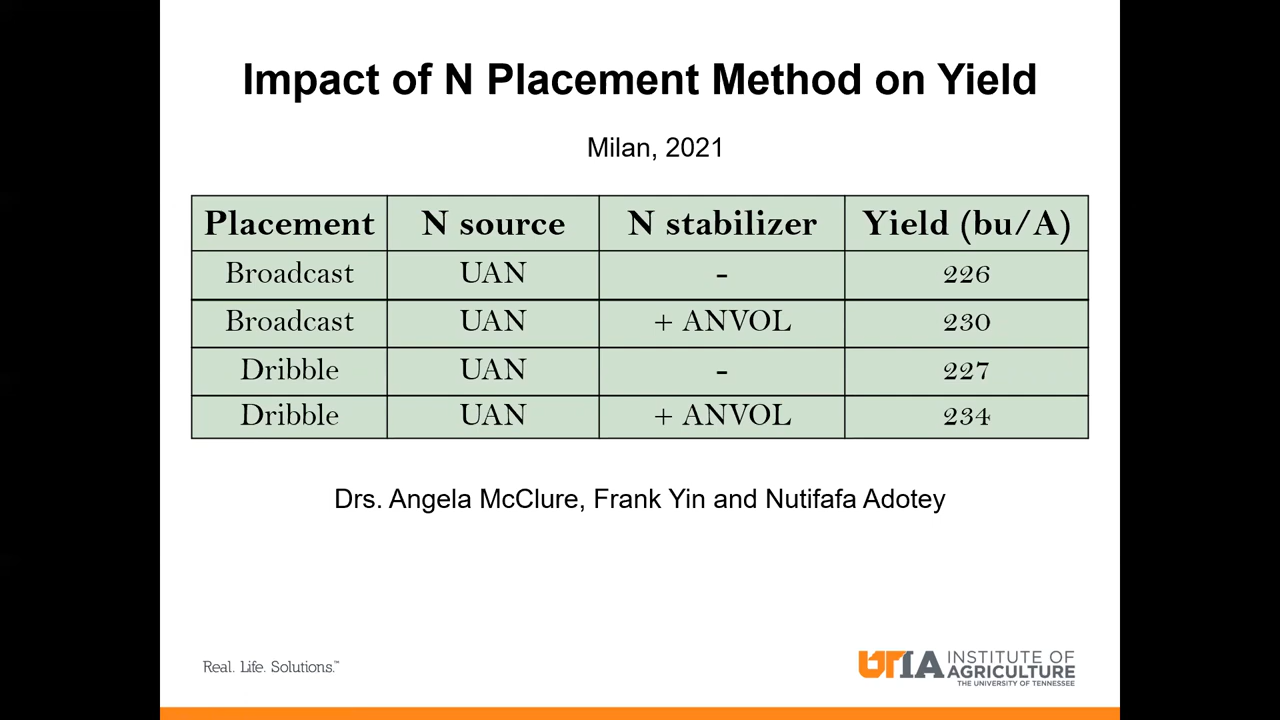 Impact of N Placement Method on Yield
Milan, 2021
Placement N source N stabilizer Yield (bu/A)
Broadcast UAN - 226
Broadcast UAN + ANVOL 230
Dribble UAN - 227
Dribble UAN + ANVOL 234
Drs. Angela McClure, Frank Yin and Nutifafa Adotey
Real. Life. Solutions.™
UTIA INSTITUTE OF
AGRICULTURE
THE UNIVERSITY OF TENNESSEE